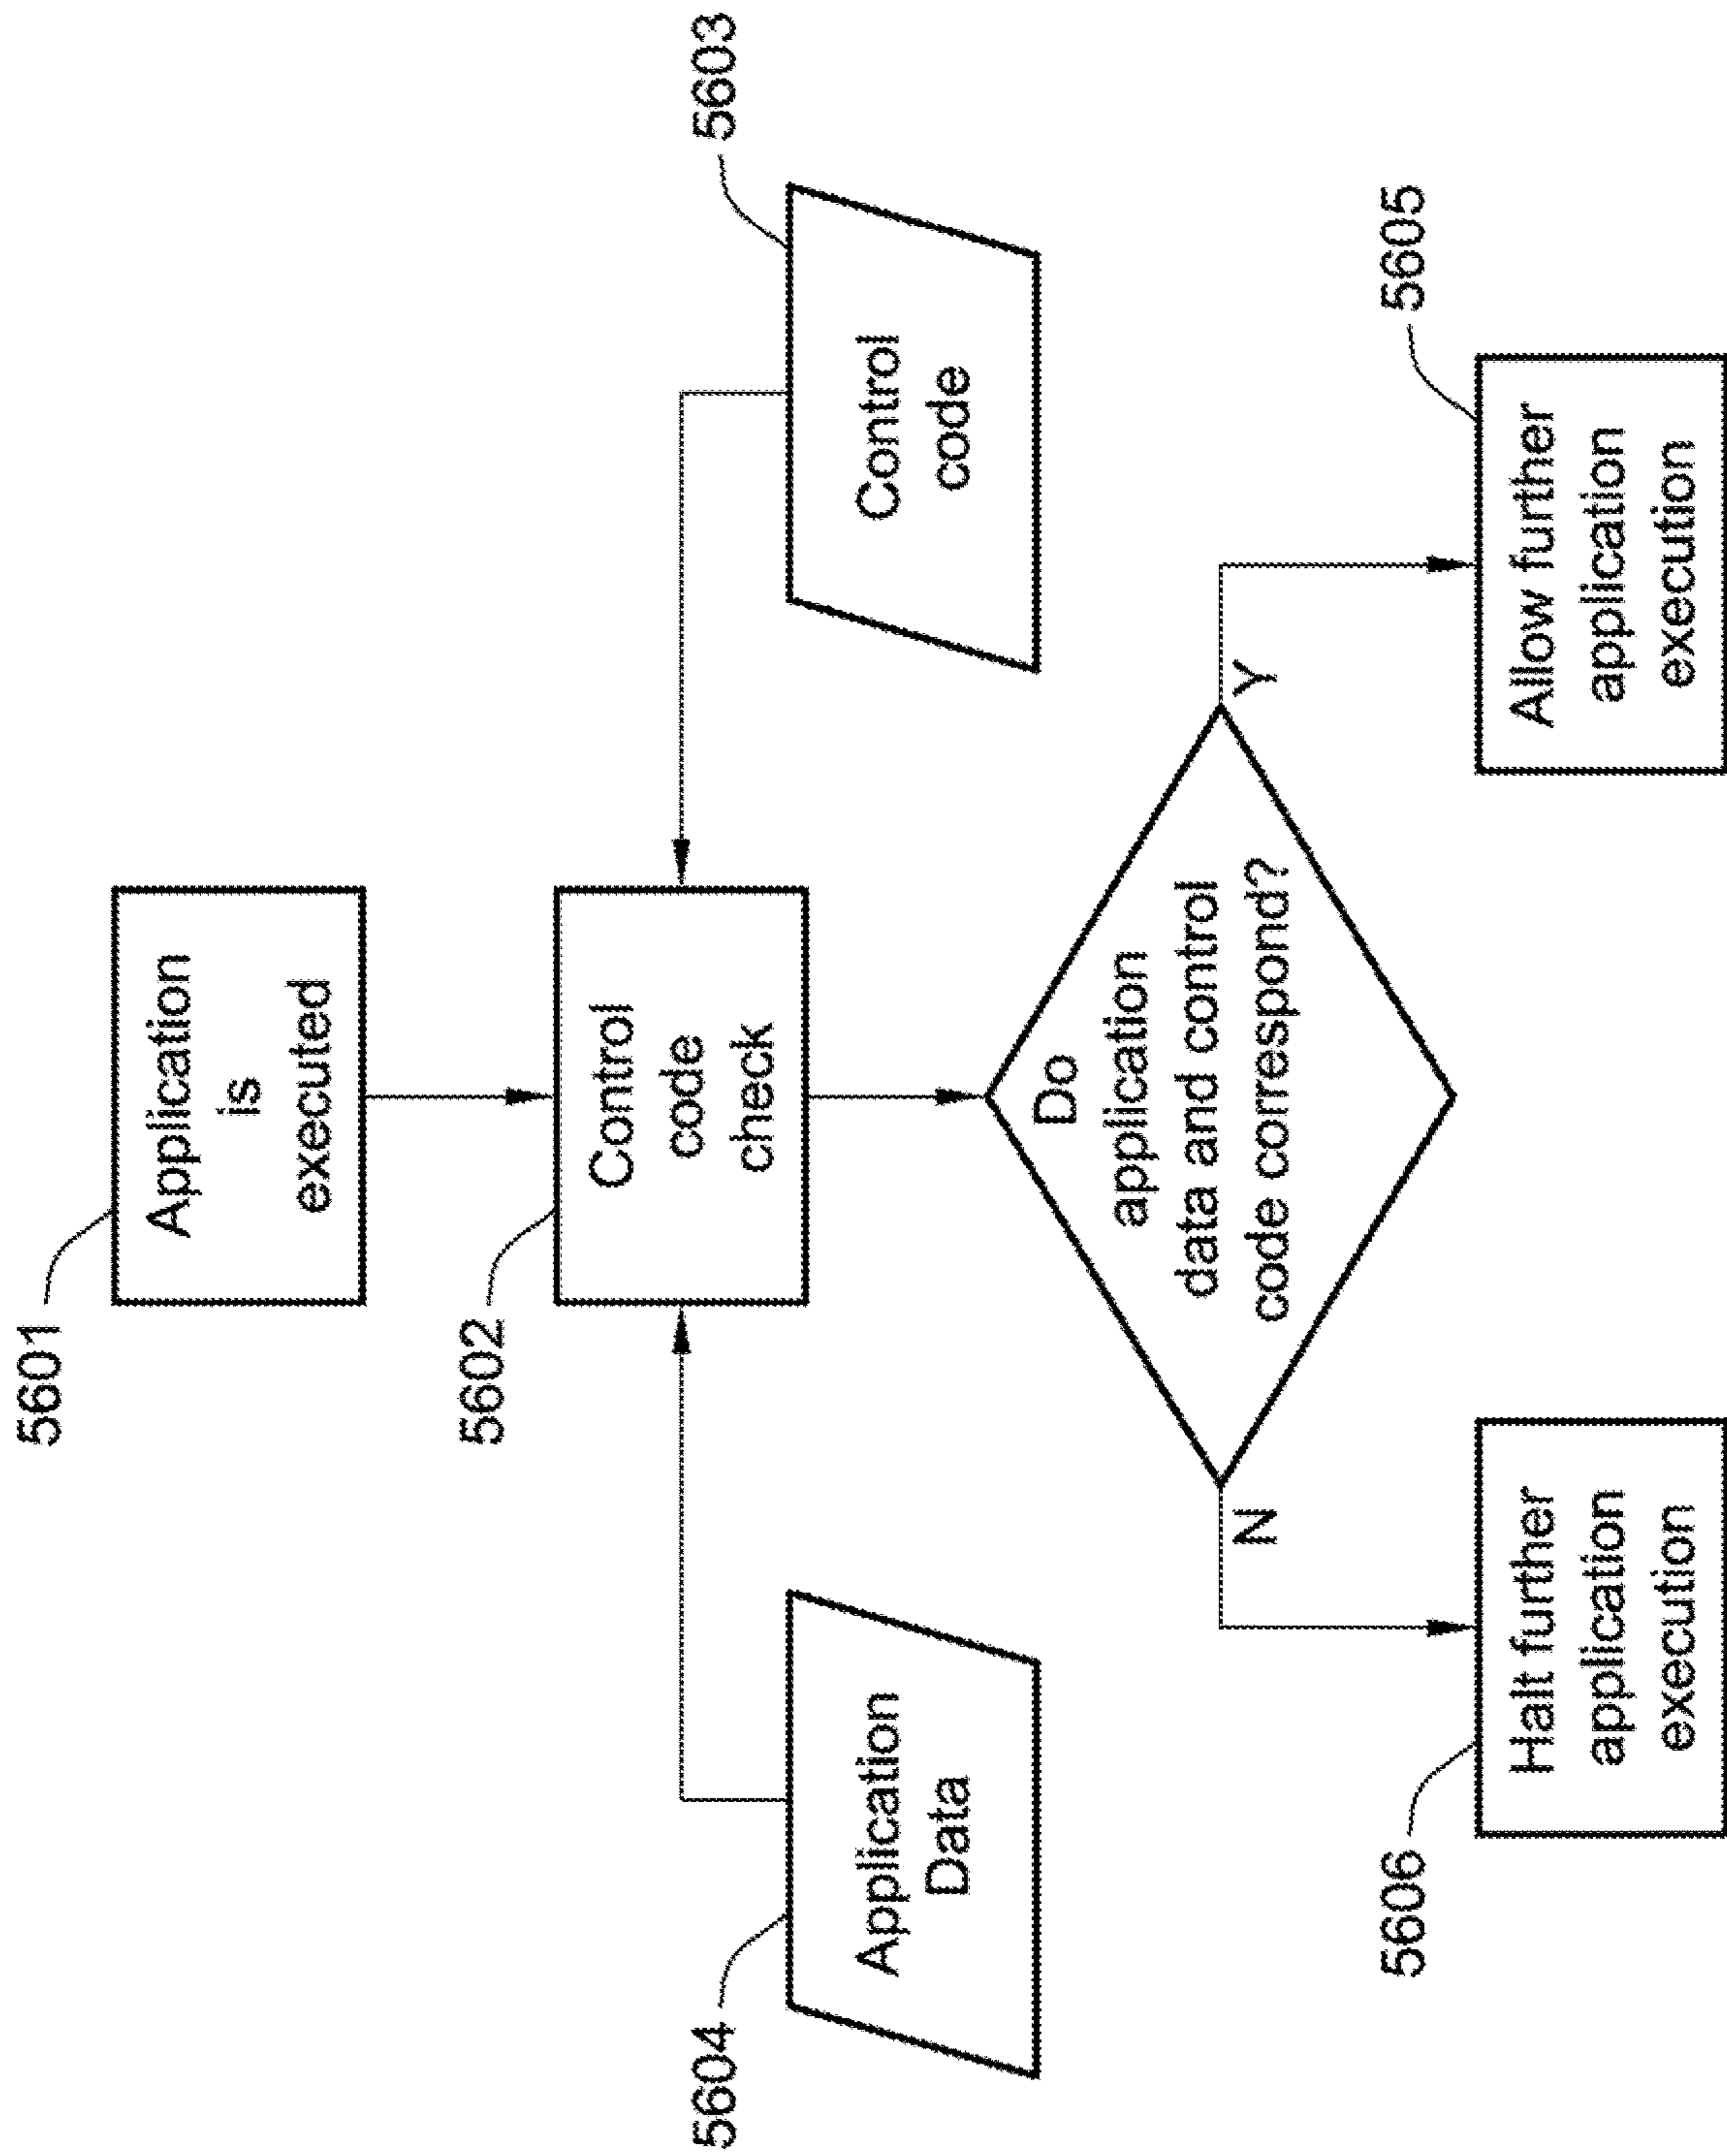 5601
Application
is
executed
5602
Control
code
check
5604
Application
Data
5603
Control
code
Do
application
data and control
code correspond?
N
Y
5606
Halt further
application
execution
5605
Allow further
application
execution